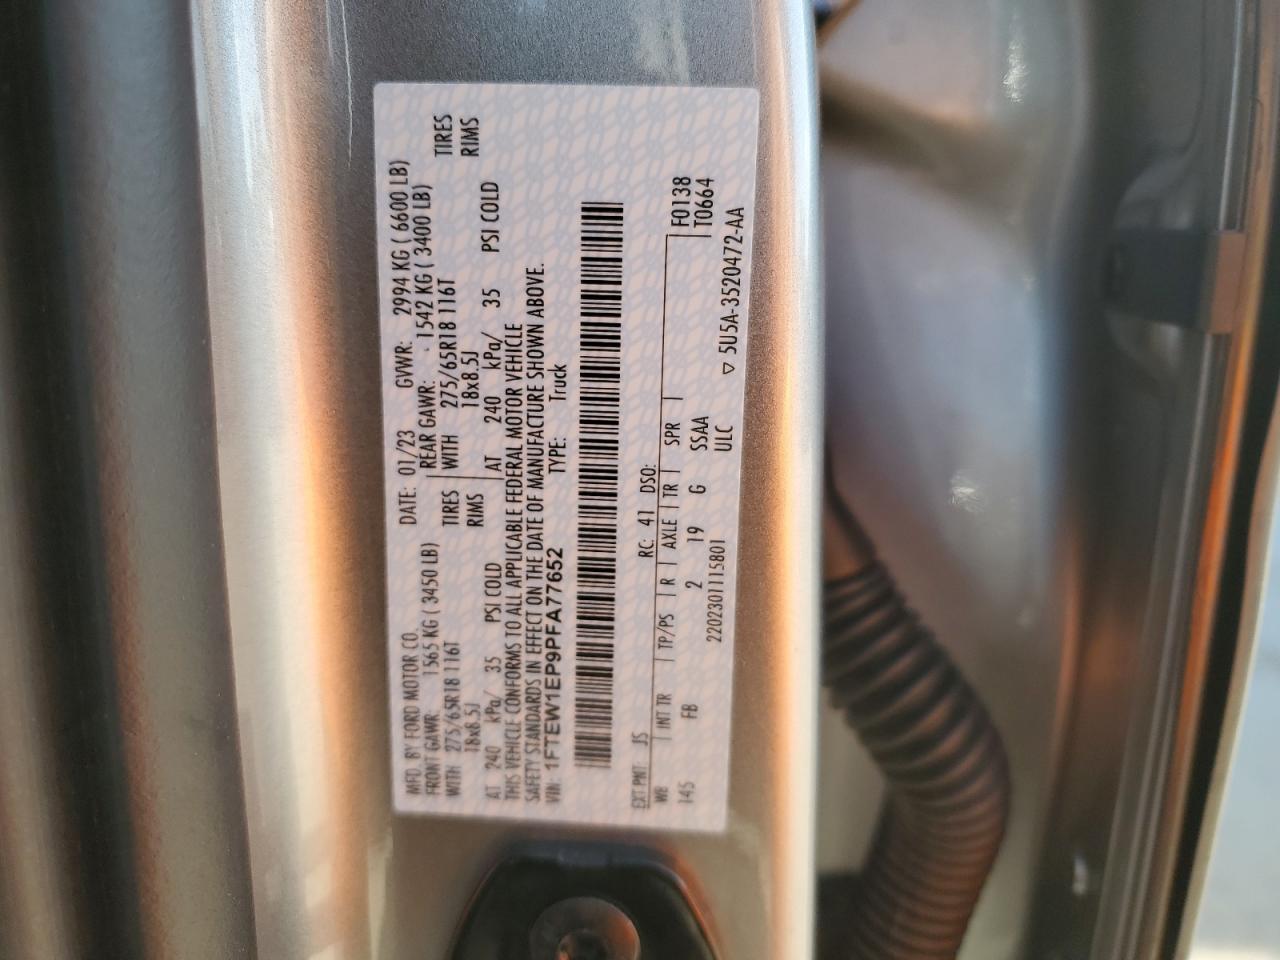 MFD. BY FORD MOTOR CO. DATE: 01/23 GVWR: 2994 KG ( 6600 LB)
FRONT GAWR: 1565 KG ( 3450 LB) REAR GAWR: 1542 KG ( 3400 LB)
WITH 275/65R18 116T TIRES WITH 275/65R18 116T TIRES
18x8.5J RIMS 18x8.5J RIMS
AT 240 kPa/ 35 PSI COLD AT 240 kPa/ 35 PSI COLD
THIS VEHICLE CONFORMS TO ALL APPLICABLE FEDERAL MOTOR VEHICLE
SAFETY STANDARDS IN EFFECT ON THE DATE OF MANUFACTURE SHOWN ABOVE.
VIN: 1FTEW1EP9PFA77652 TYPE: Truck
EXT PNT: JS RC: 41 DSO: F0138
WB INT TR TP/PS R AXLE TR SPR T0664
145 FB 2 19 G SSAA
2202301115801 ULC ▽ 5U5A-3520472-AA